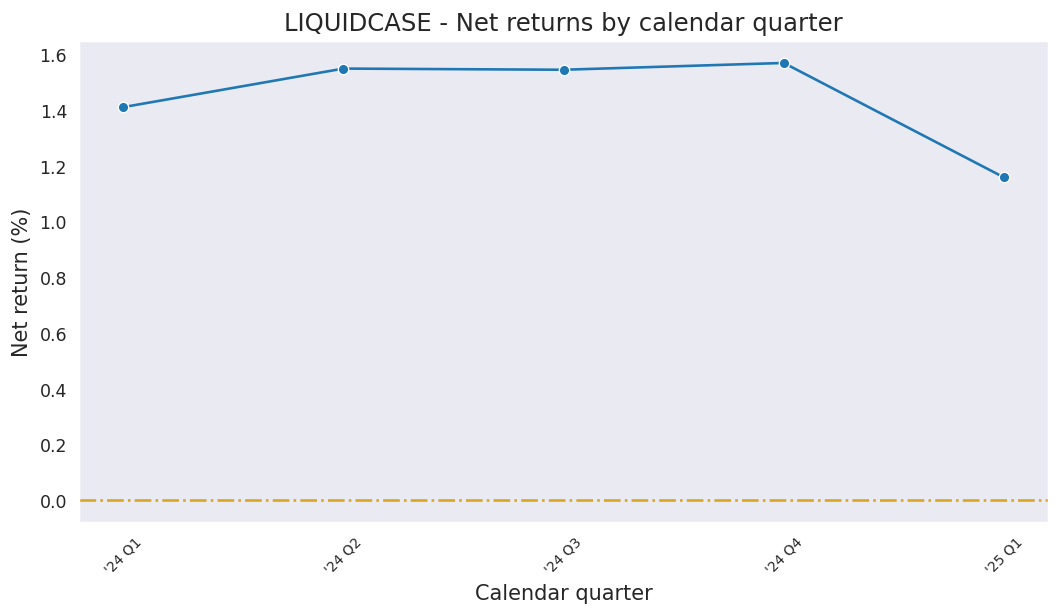 LIQUIDCASE - Net returns by calendar quarter
Net return (%)
1.6
1.4
1.2
1.0
0.8
0.6
0.4
0.2
0.0
'24 Q1
'24 Q2
'24 Q3
'24 Q4
'25 Q1
Calendar quarter